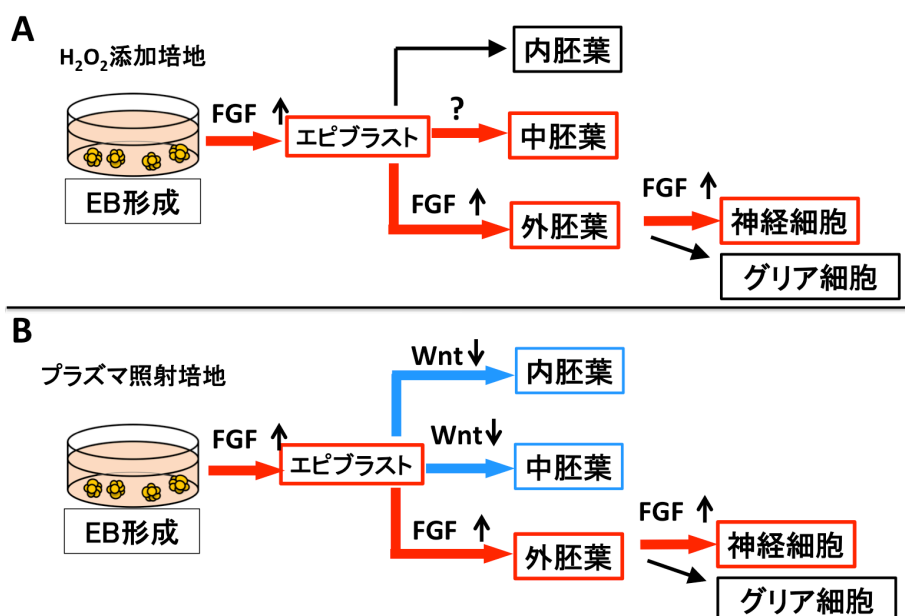 A
H₂O₂添加培地
FGF ↑
エピブラスト
EB形成
内胚葉
?
中胚葉
FGF ↑
外胚葉
FGF ↑
神経細胞
グリア細胞
B
プラズマ照射培地
FGF ↑
エピブラスト
EB形成
Wnt↓
内胚葉
Wnt↓
中胚葉
FGF ↑
外胚葉
FGF ↑
神経細胞
グリア細胞